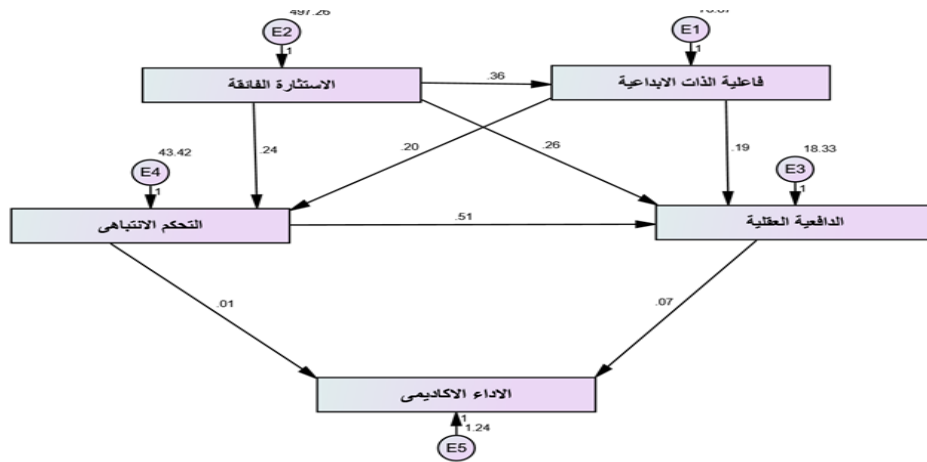 497.26
E2
1
E1
1
.36
الاستثارة الفائقة
فاعلية الذات الابداعية
43.42
E4
1
.24
.20
.26
.19
18.33
E3
1
التحكم الانتباهى
.51
الدافعية العقلية
.01
.07
الاداء الاكاديمى
1
1.24
E5